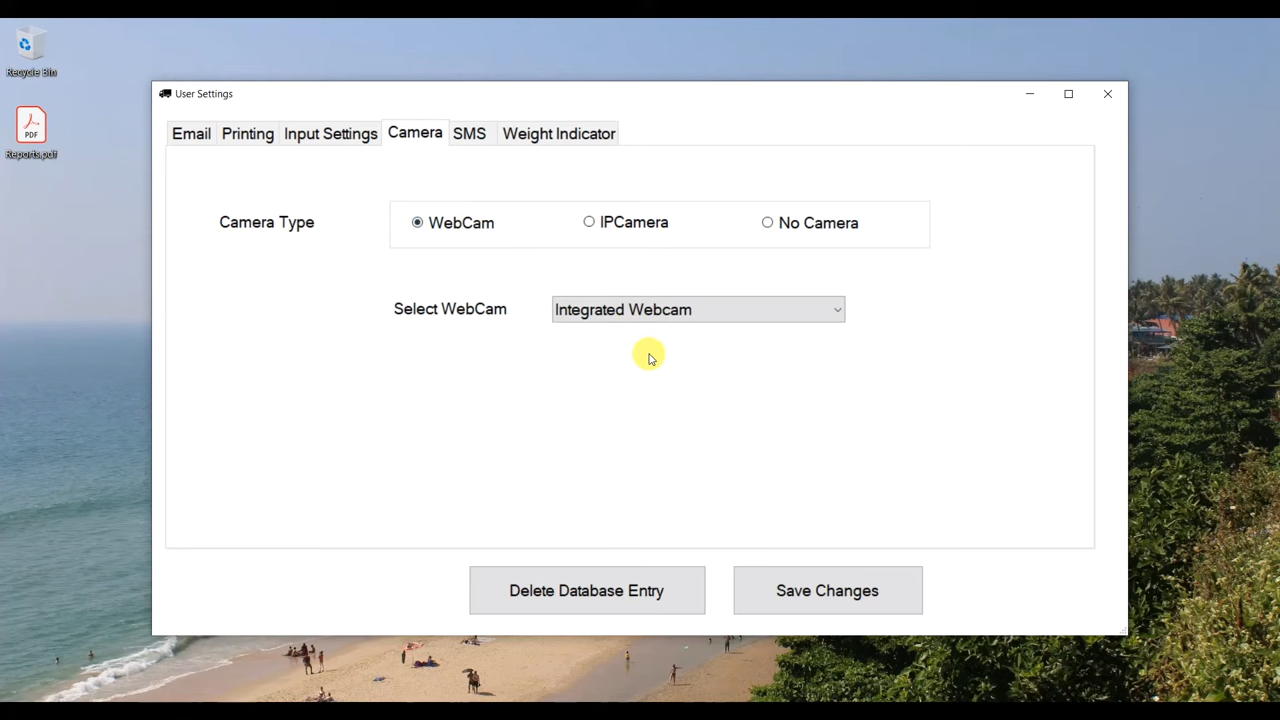 Recycle Bin
PDF
Reports.pdf
User Settings
Email Printing Input Settings Camera SMS Weight Indicator
Camera Type WebCam IPCamera No Camera
Select WebCam Integrated Webcam
Delete Database Entry Save Changes